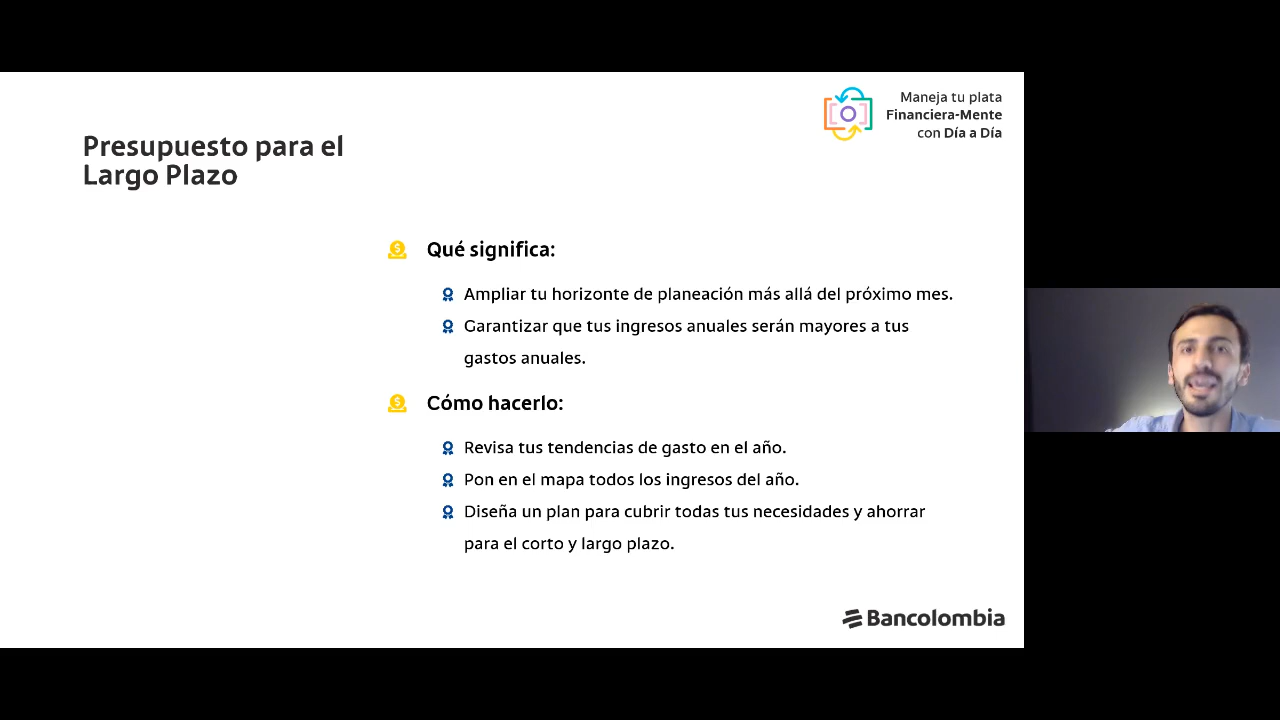 Maneja tu plata
Financiera-Mente
con Día a Día
Presupuesto para el
Largo Plazo
Qué significa:
Ampliar tu horizonte de planeación más allá del próximo mes.
Garantizar que tus ingresos anuales serán mayores a tus
gastos anuales.
Cómo hacerlo:
Revisa tus tendencias de gasto en el año.
Pon en el mapa todos los ingresos del año.
Diseña un plan para cubrir todas tus necesidades y ahorrar
para el corto y largo plazo.
Bancolombia